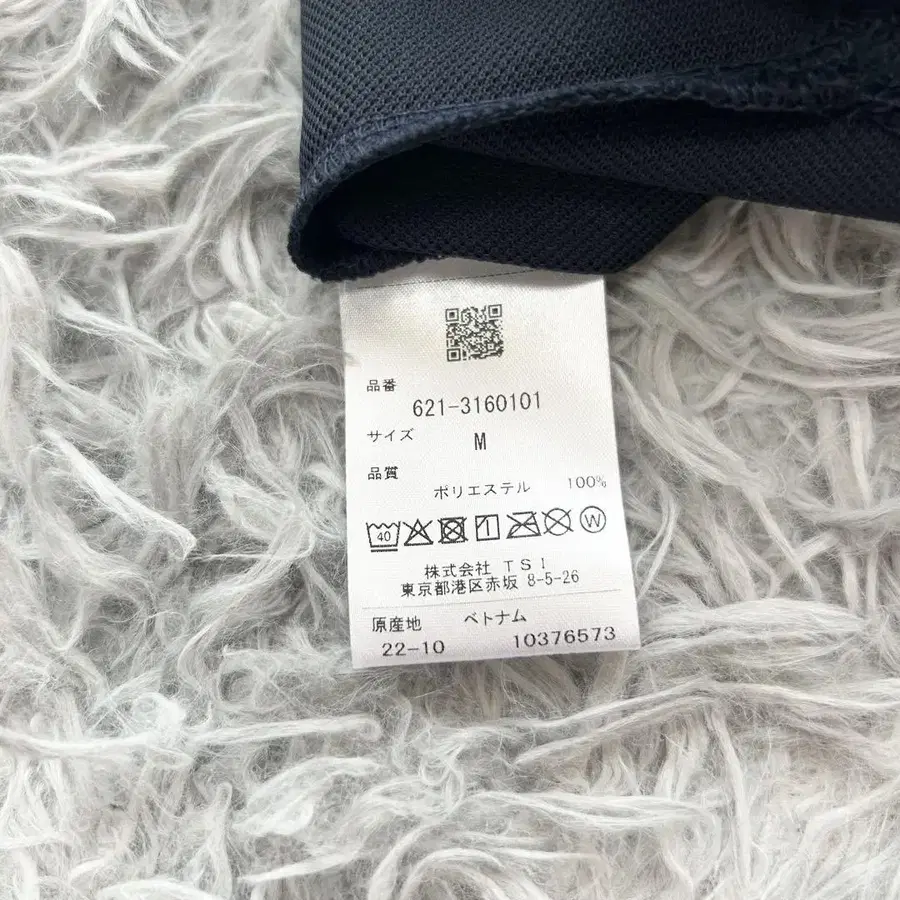 品番
621-3160101
サイズ
M
品質
ポリエステル 100%
40 W
株式会社 TSI
東京都港区赤坂 8-5-26
原産地 ベトナム
22-10 10376573